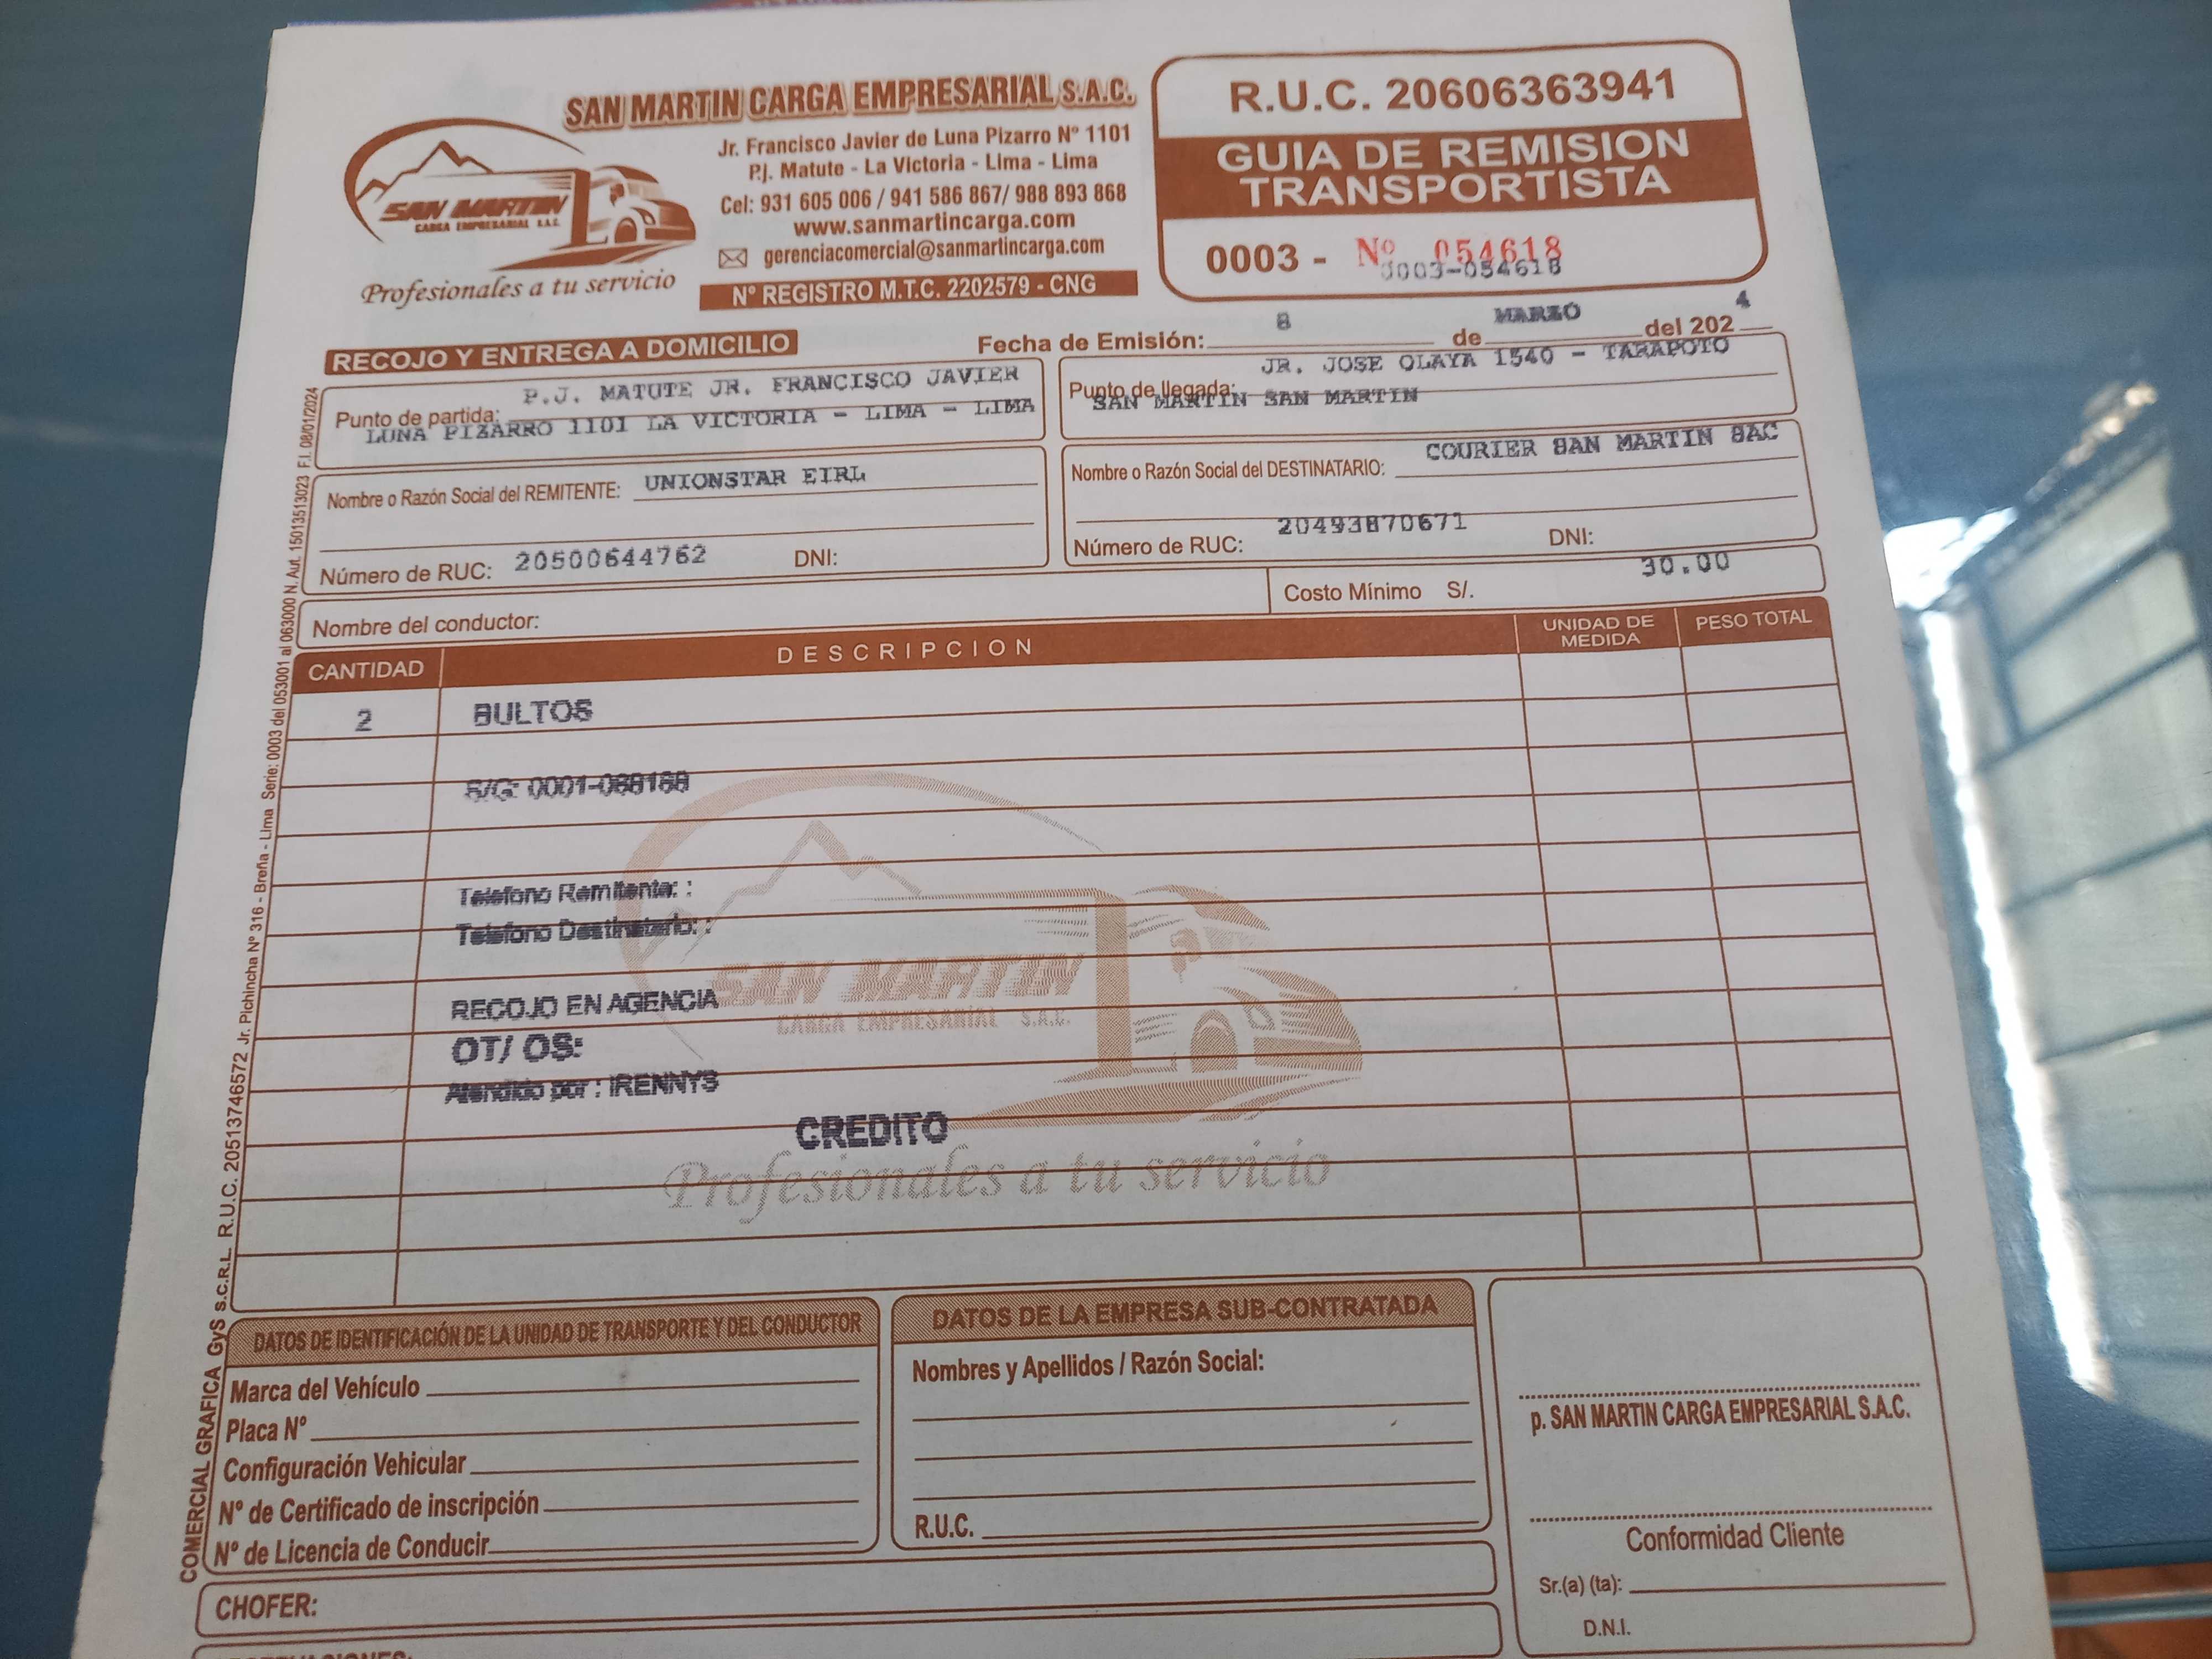 SAN MARTIN CARGA EMPRESARIAL S.A.C.
Jr. Francisco Javier de Luna Pizarro Nº 1101
P.J. Matute - La Victoria - Lima - Lima
Cel: 931 605 006 / 941 586 867/ 988 893 868
www.sanmartincarga.com
gerenciacomercial@sanmartincarga.com
Nº REGISTRO M.T.C. 2202579 - CNG
SAN MARTIN
CARGA EMPRESARIAL S.A.C.
Profesionales a tu servicio
R.U.C. 20606363941
GUIA DE REMISION
TRANSPORTISTA
0003 - Nº 054618
0003-054618
RECOJO Y ENTREGA A DOMICILIO
Fecha de Emisión: 8 de MARZO del 2024
Punto de partida: P.J. MATUTE JR. FRANCISCO JAVIER
LUNA PIZARRO 1101 LA VICTORIA - LIMA - LIMA
Punto de llegada: JR. JOSE OLAYA 1540 - TARAPOTO
SAN MARTIN SAN MARTIN
Nombre o Razón Social del REMITENTE: UNIONSTAR EIRL
Número de RUC: 20500644762 DNI:
Nombre o Razón Social del DESTINATARIO: COURIER SAN MARTIN SAC
Número de RUC: 20493870671 DNI:
Nombre del conductor:
Costo Mínimo S/. 30.00
CANTIDAD DESCRIPCION UNIDAD DE MEDIDA PESO TOTAL
2 BULTOS
S/G: 0001-088188
Telefono Remitente: :
Telefono Destinatario: :
RECOJO EN AGENCIA
OT/ OS:
Atendido por : IRENNYS
CREDITO
SAN MARTIN
CARGA EMPRESARIAL S.A.C.
Profesionales a tu servicio
DATOS DE IDENTIFICACIÓN DE LA UNIDAD DE TRANSPORTE Y DEL CONDUCTOR
Marca del Vehículo
Placa Nº
Configuración Vehicular
Nº de Certificado de inscripción
Nº de Licencia de Conducir
DATOS DE LA EMPRESA SUB-CONTRATADA
Nombres y Apellidos / Razón Social:
R.U.C.
p. SAN MARTIN CARGA EMPRESARIAL S.A.C.
Conformidad Cliente
Sr.(a) (ta):
D.N.I.
CHOFER:
COMERCIAL GRAFICA GyS S.C.R.L. R.U.C. 20513746572 Jr. Pichincha Nº 316 - Breña - Lima Serie: 0003 del 053001 al 063000 N. Aut. 15013513023 F.I. 08/01/2024